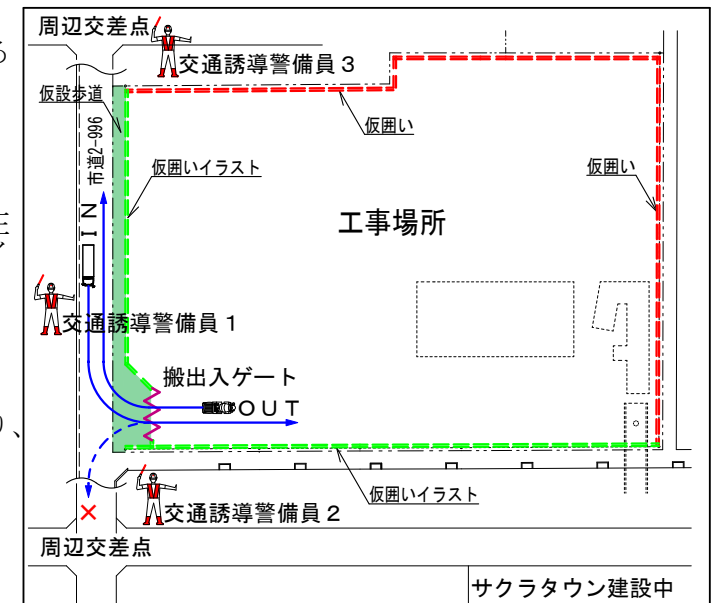 周辺交差点
交通誘導警備員3
仮設歩道
市道2-996
仮囲い
仮囲いイラスト
仮囲い
工事場所
IN
交通誘導警備員1
搬出入ゲート
OUT
仮囲いイラスト
交通誘導警備員2
周辺交差点
サクラタウン建設中
る
り、